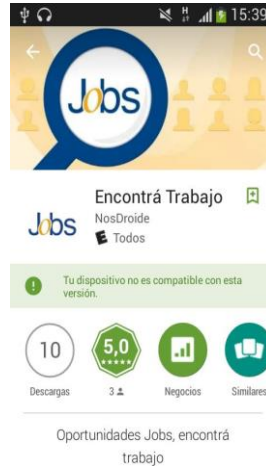 15:39
Jobs
Encontrá Trabajo
Jobs
NosDroide
E Todos
Tu dispositivo no es compatible con esta
versión.
10
5,0
Descargas
3
Negocios
Similares
Oportunidades Jobs, encontrá
trabajo